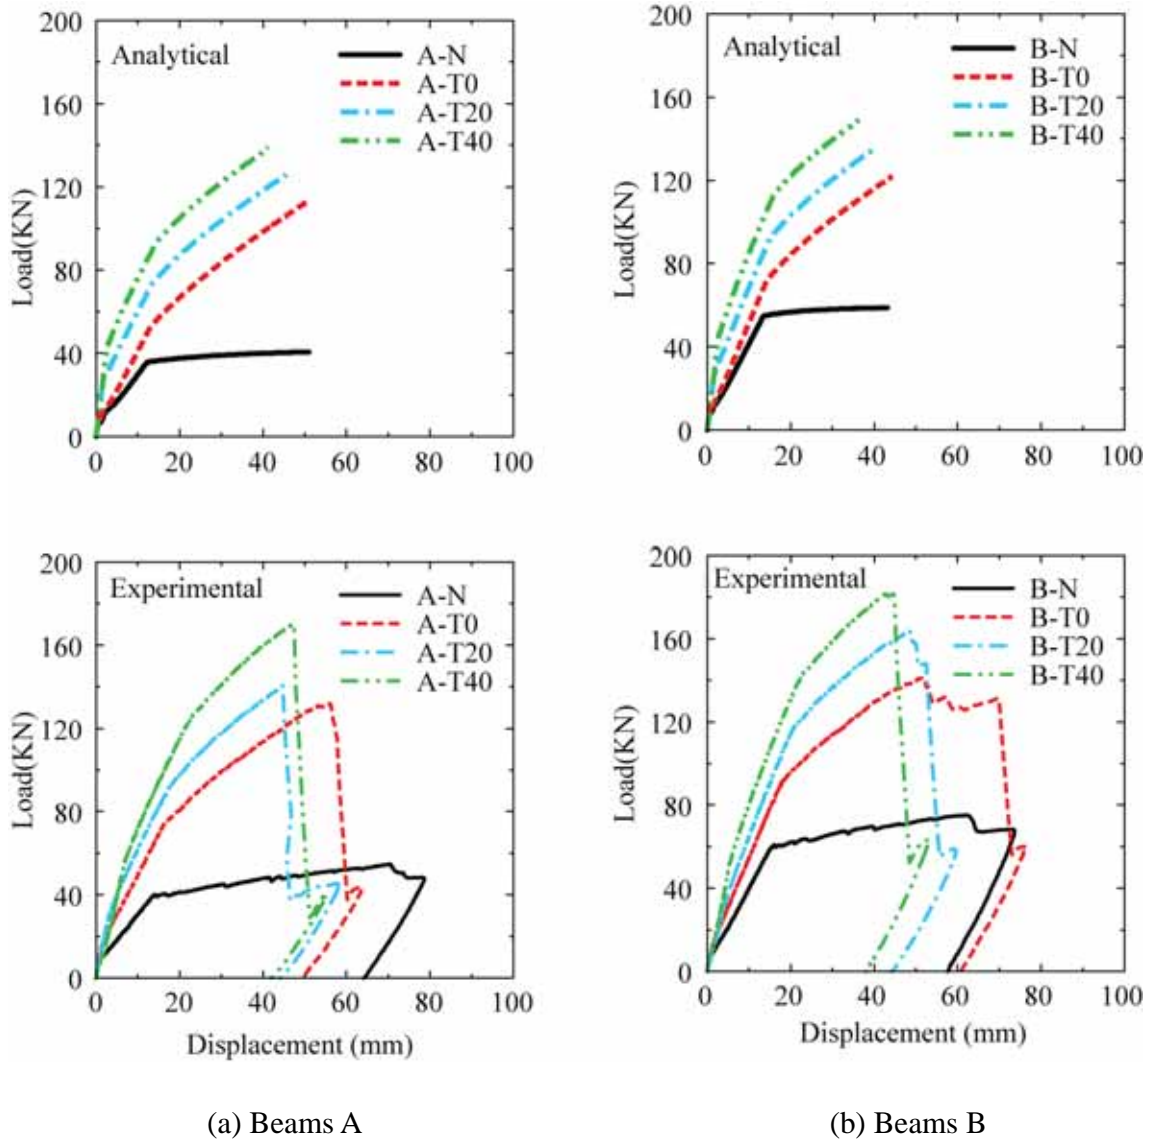 Analytical
A-N
A-T0
A-T20
A-T40
200
160
120
80
40
0
Load(KN)
0 20 40 60 80 100
Analytical
B-N
B-T0
B-T20
B-T40
200
160
120
80
40
0
Load(KN)
0 20 40 60 80 100
Experimental
A-N
A-T0
A-T20
A-T40
200
160
120
80
40
0
Load(KN)
0 20 40 60 80 100
Displacement (mm)
Experimental
B-N
B-T0
B-T20
B-T40
200
160
120
80
40
0
Load(KN)
0 20 40 60 80 100
Displacement (mm)
(a) Beams A
(b) Beams B